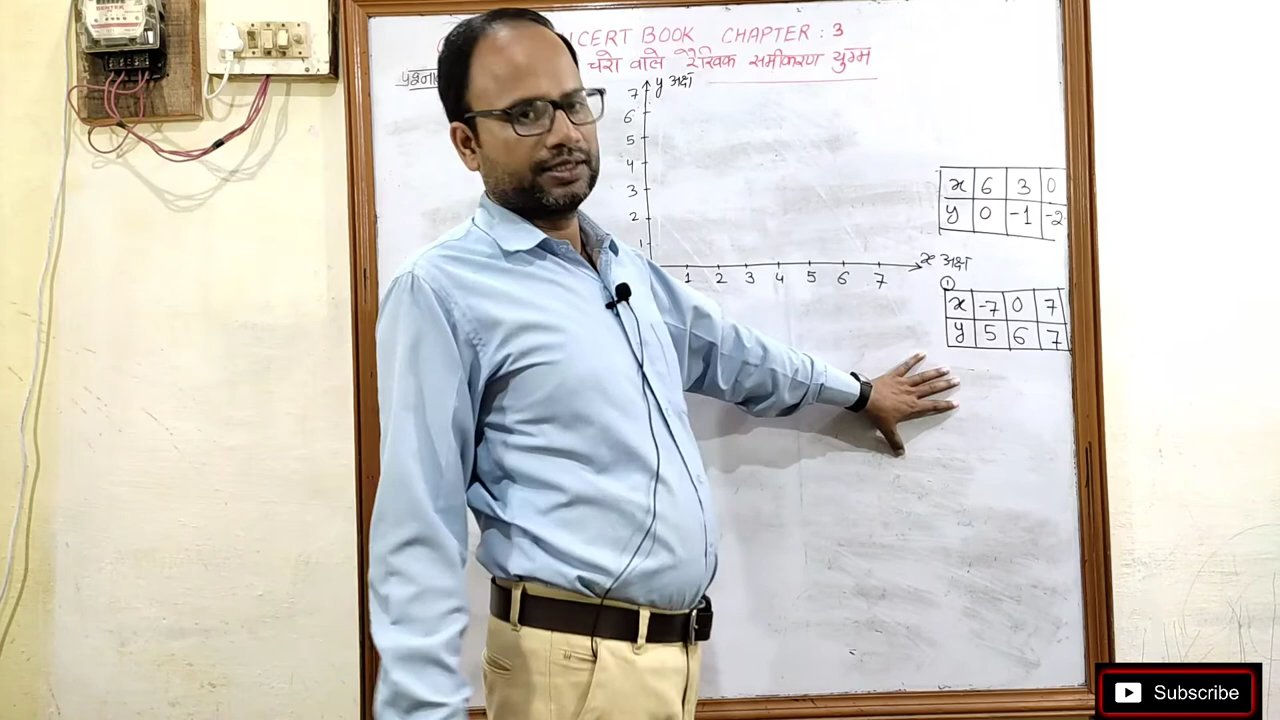 NCERT BOOK CHAPTER : 3
चरो वाले रैखिक समीकरण युग्म
y अक्ष
7
6
5
4
3
2
1
x 6 3 0
y 0 -1 -2
x अक्ष
1 2 3 4 5 6 7
①
x -7 0 7
y 5 6 7
Subscribe